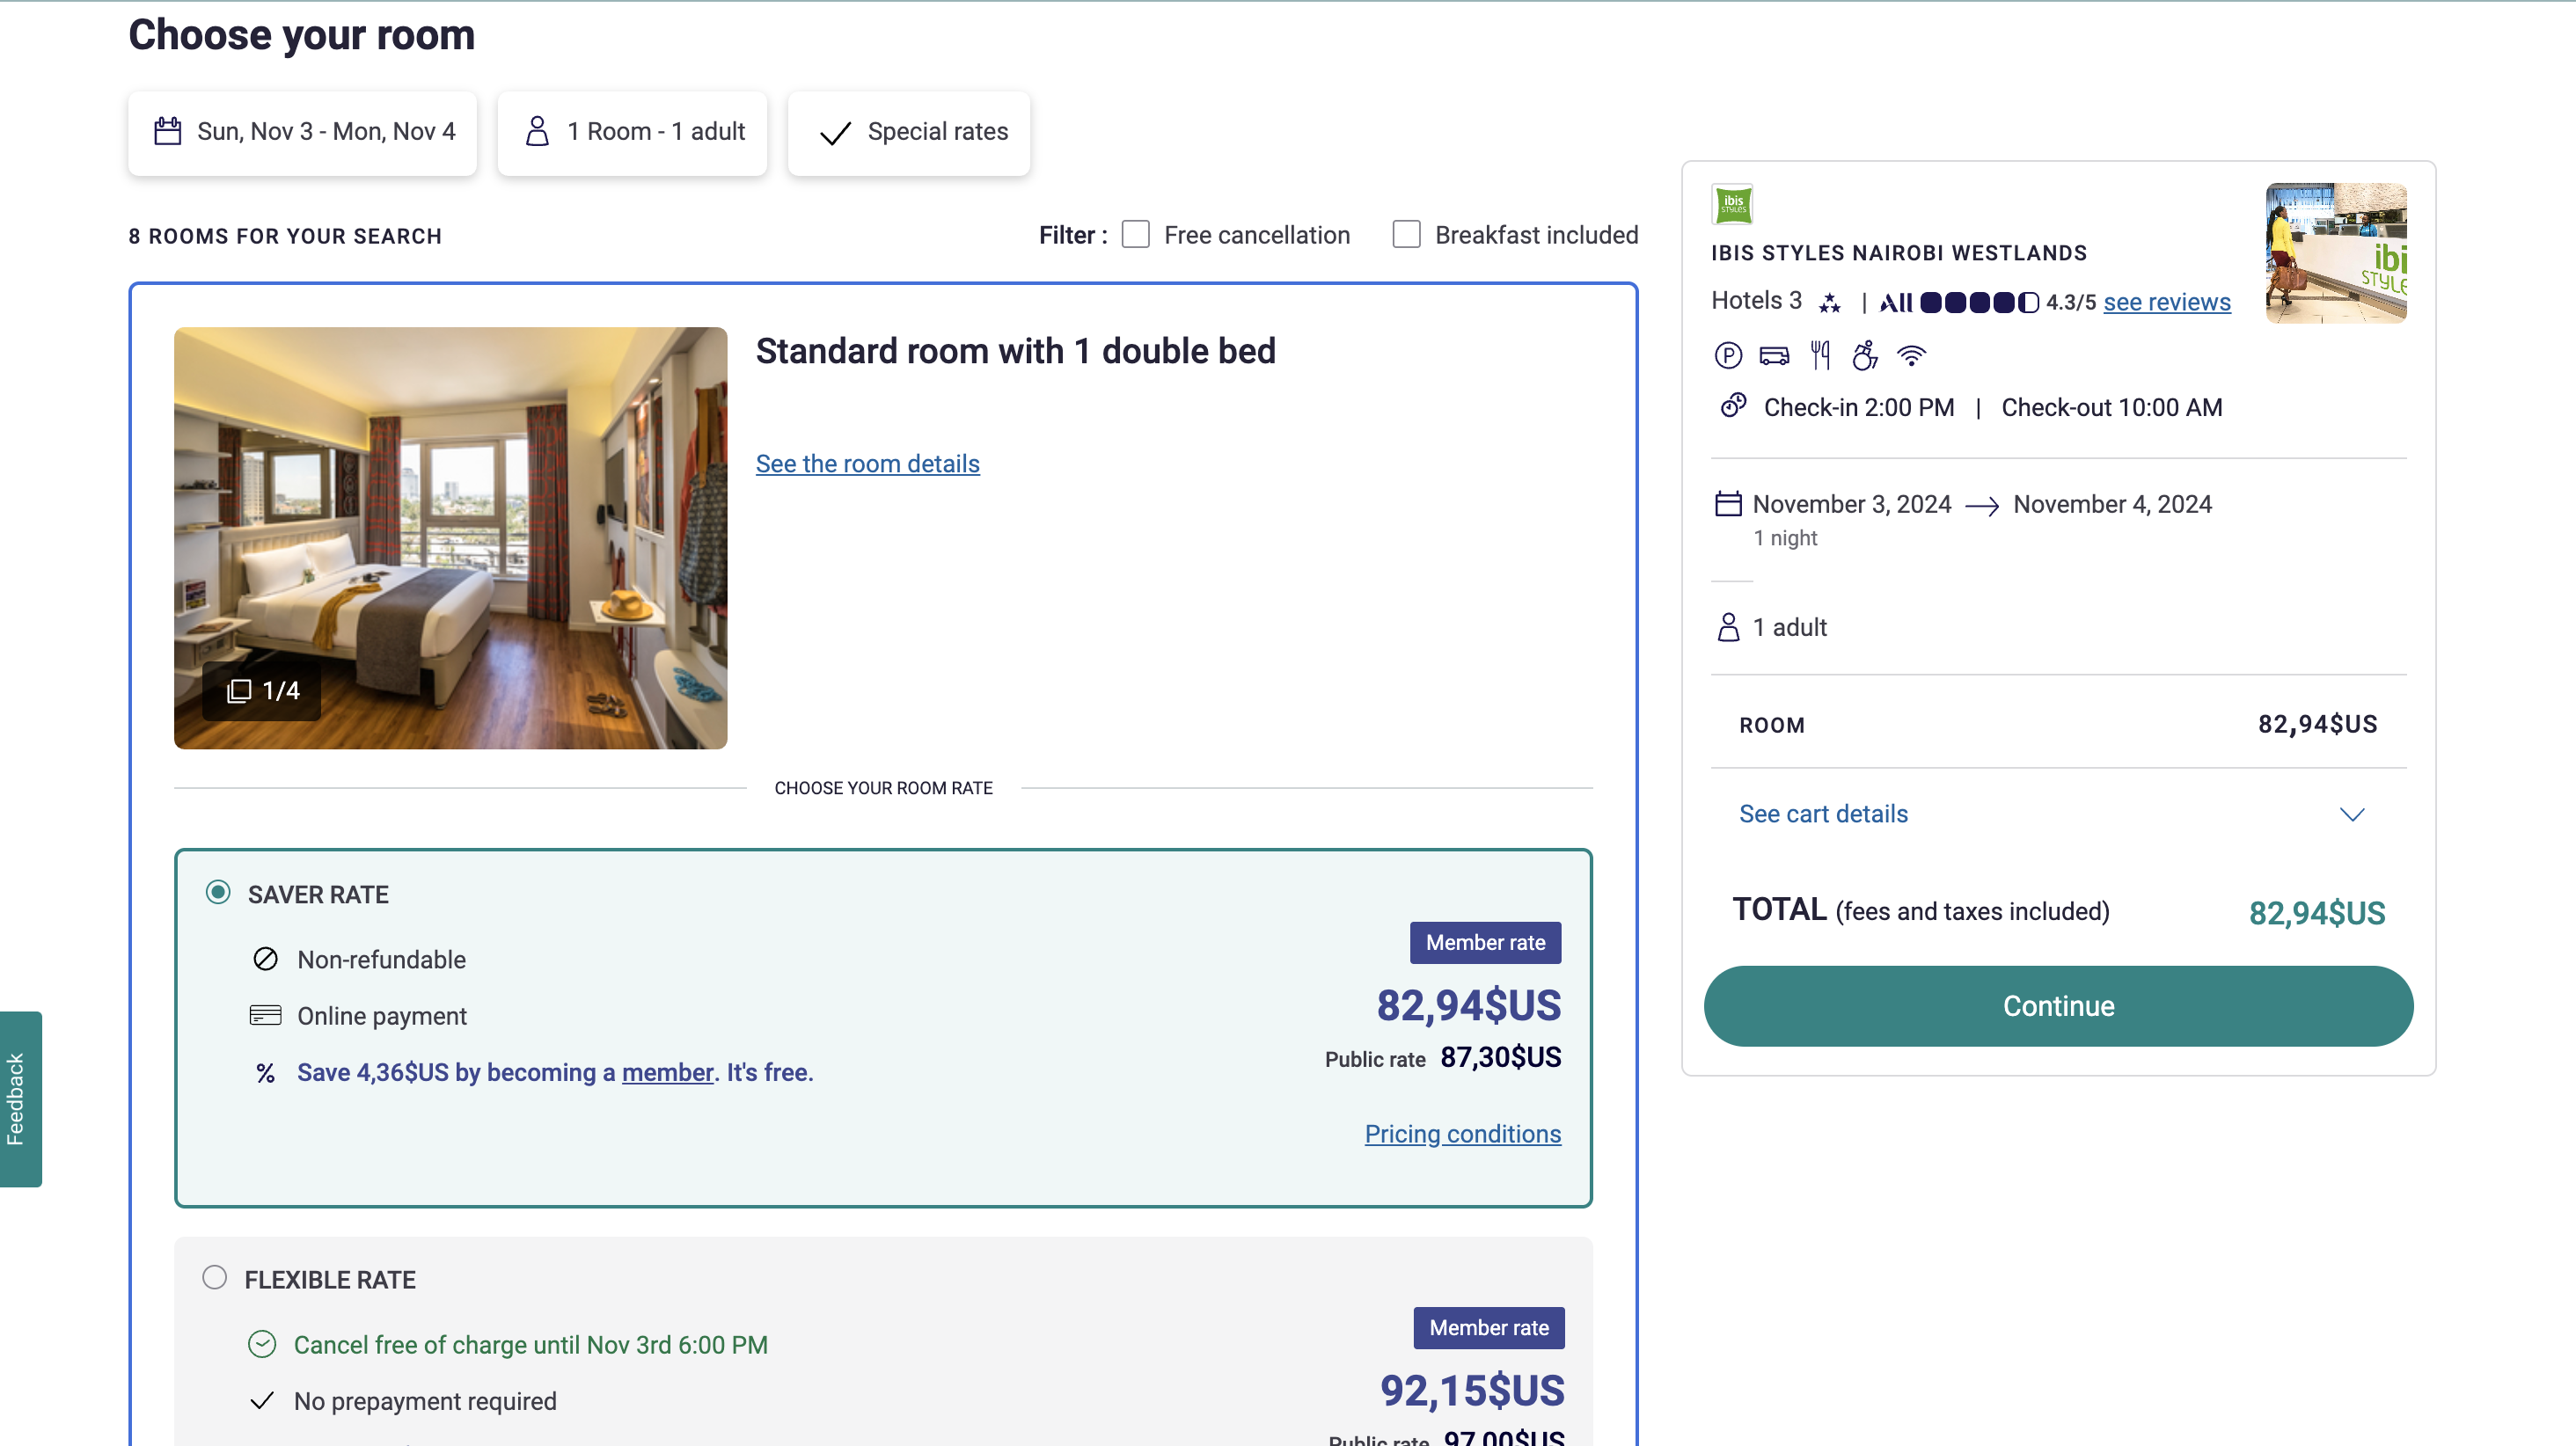 Choose your room
Sun, Nov 3 - Mon, Nov 4
1 Room - 1 adult
Special rates
8 ROOMS FOR YOUR SEARCH
Filter :
Free cancellation
Breakfast included
Standard room with 1 double bed
See the room details
1/4
CHOOSE YOUR ROOM RATE
SAVER RATE
Non-refundable
Online payment
Save 4,36$US by becoming a member. It's free.
Member rate
82,94$US
Public rate 87,30$US
Pricing conditions
FLEXIBLE RATE
Cancel free of charge until Nov 3rd 6:00 PM
No prepayment required
Member rate
92,15$US
Public rate 97,00$US
Feedback
ibis
STYLES
IBIS STYLES NAIROBI WESTLANDS
Hotels 3 | All 4.3/5 see reviews
ibi
STYLE
P
Check-in 2:00 PM | Check-out 10:00 AM
November 3, 2024 → November 4, 2024
1 night
1 adult
ROOM 82,94$US
See cart details
TOTAL (fees and taxes included) 82,94$US
Continue